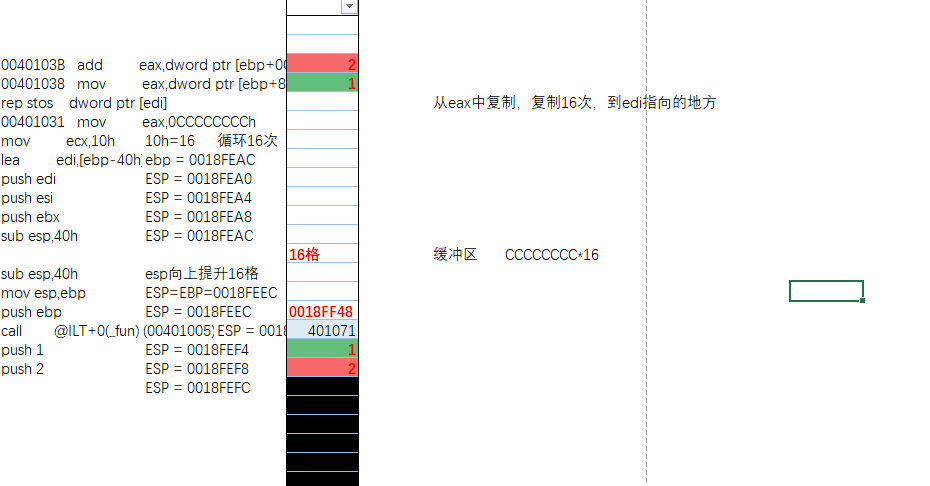 0040103B add eax,dword ptr [ebp+0 2
00401038 mov eax,dword ptr [ebp+8 1
rep stos dword ptr [edi] 从eax中复制，复制16次，到edi指向的地方
00401031 mov eax,0CCCCCCCCh
mov ecx,10h 10h=16 循环16次
lea edi,[ebp-40h] ebp = 0018FEAC
push edi ESP = 0018FEA0
push esi ESP = 0018FEA4
push ebx ESP = 0018FEA8
sub esp,40h ESP = 0018FEAC
16格 缓冲区 CCCCCCCC*16
sub esp,40h esp向上提升16格
mov esp,ebp ESP=EBP=0018FEEC
push ebp ESP = 0018FEEC 0018FF48
call @ILT+0(_fun) (00401005) ESP = 0018 401071
push 1 ESP = 0018FEF4 1
push 2 ESP = 0018FEF8 2
ESP = 0018FEFC